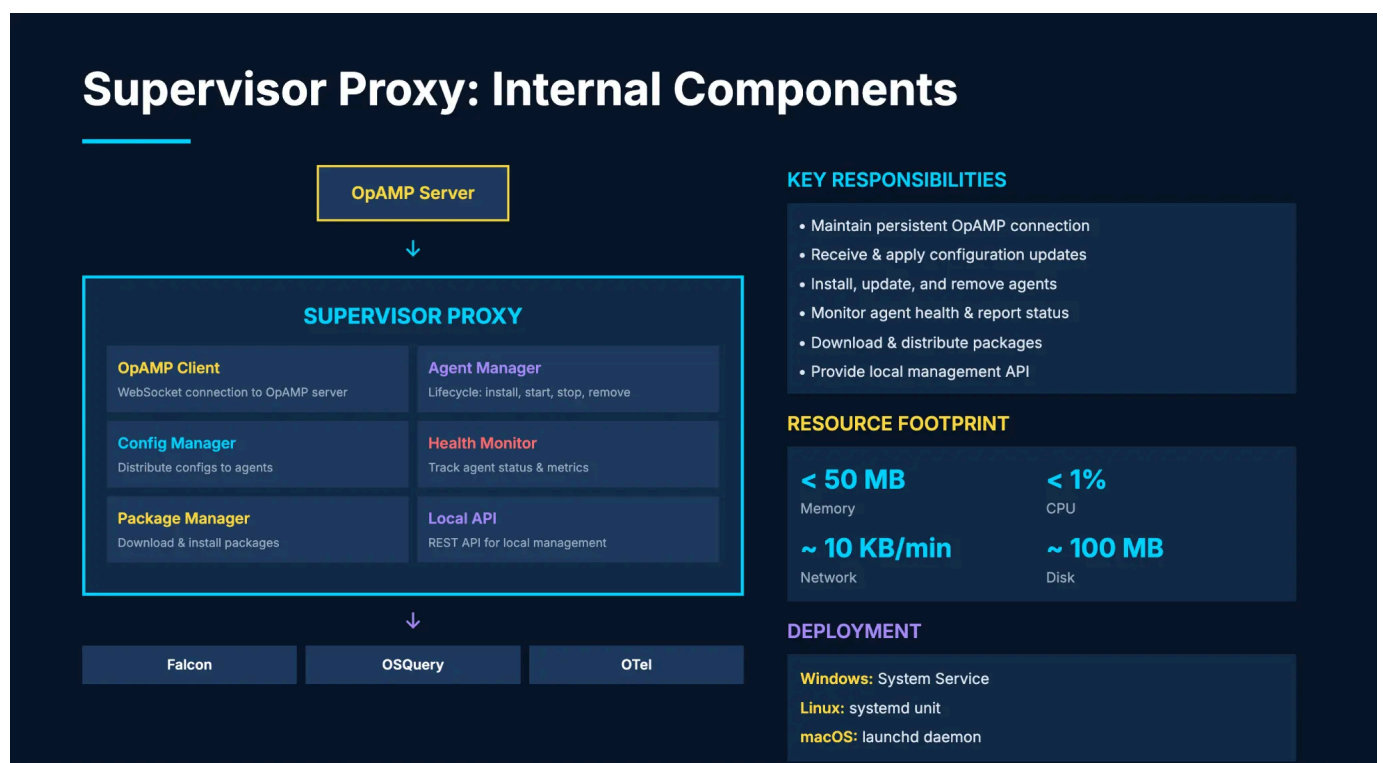 Supervisor Proxy: Internal Components
OpAMP Server
↓
SUPERVISOR PROXY
OpAMP Client
WebSocket connection to OpAMP server
Agent Manager
Lifecycle: install, start, stop, remove
Config Manager
Distribute configs to agents
Health Monitor
Track agent status & metrics
Package Manager
Download & install packages
Local API
REST API for local management
↓
Falcon
OSQuery
OTel
KEY RESPONSIBILITIES
• Maintain persistent OpAMP connection
• Receive & apply configuration updates
• Install, update, and remove agents
• Monitor agent health & report status
• Download & distribute packages
• Provide local management API
RESOURCE FOOTPRINT
< 50 MB
Memory
< 1%
CPU
~ 10 KB/min
Network
~ 100 MB
Disk
DEPLOYMENT
Windows: System Service
Linux: systemd unit
macOS: launchd daemon